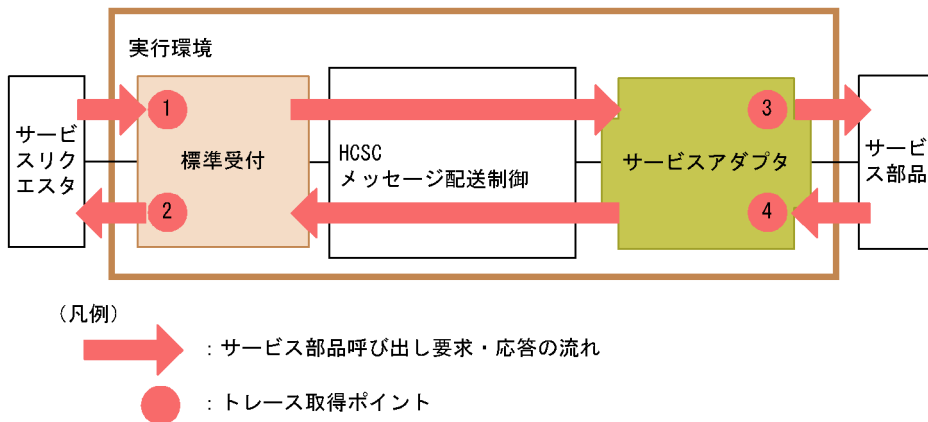 実行環境
サービ
スリク
エスタ
1
2
標準受付
HCSC
メッセージ配送制御
サービスアダプタ
3
4
サービ
ス部品
（凡例）
：サービス部品呼び出し要求・応答の流れ
：トレース取得ポイント